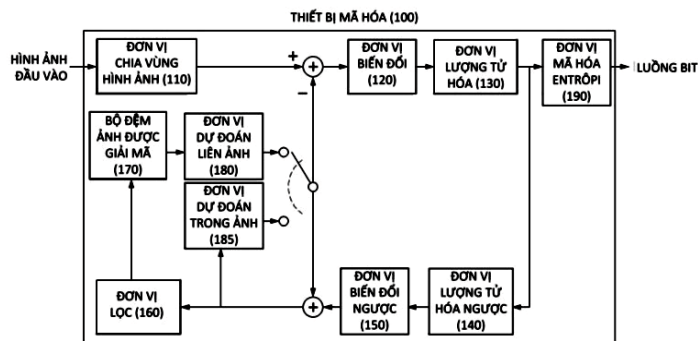 THIẾT BỊ MÃ HÓA (100)
HÌNH ẢNH
ĐẦU VÀO
ĐƠN VỊ
CHIA VÙNG
HÌNH ẢNH (110)
+
−
ĐƠN VỊ
BIẾN ĐỔI
(120)
ĐƠN VỊ
LƯỢNG TỬ
HÓA (130)
ĐƠN VỊ
MÃ HÓA
ENTRÔPI
(190)
LUỒNG BIT
BỘ ĐỆM
ẢNH ĐƯỢC
GIẢI MÃ
(170)
ĐƠN VỊ
DỰ ĐOÁN
LIÊN ẢNH
(180)
ĐƠN VỊ
DỰ ĐOÁN
TRONG ẢNH
(185)
ĐƠN VỊ
LỌC (160)
ĐƠN VỊ
BIẾN ĐỔI
NGƯỢC
(150)
ĐƠN VỊ
LƯỢNG TỬ
HÓA NGƯỢC
(140)